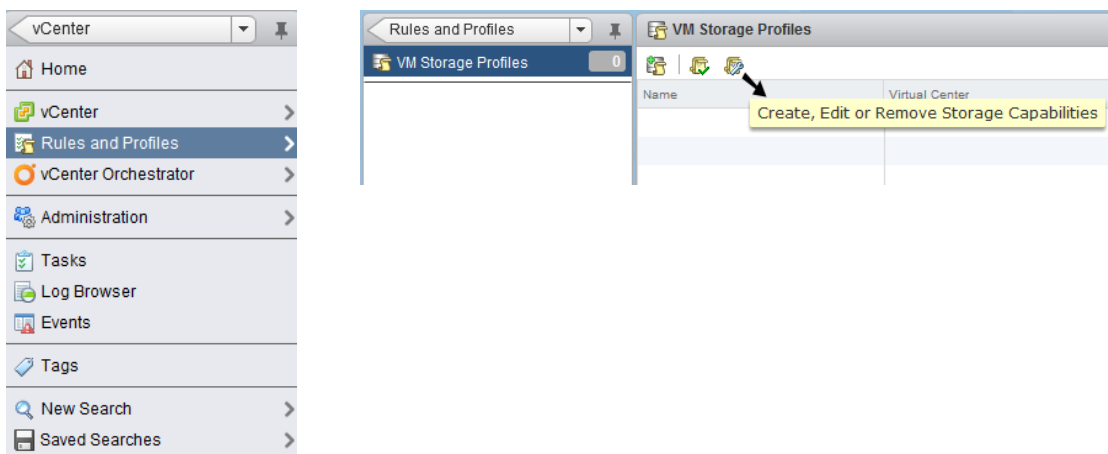 vCenter
Home
vCenter
Rules and Profiles
vCenter Orchestrator
Administration
Tasks
Log Browser
Events
Tags
New Search
Saved Searches
Rules and Profiles
VM Storage Profiles 0
VM Storage Profiles
Name Virtual Center
Create, Edit or Remove Storage Capabilities